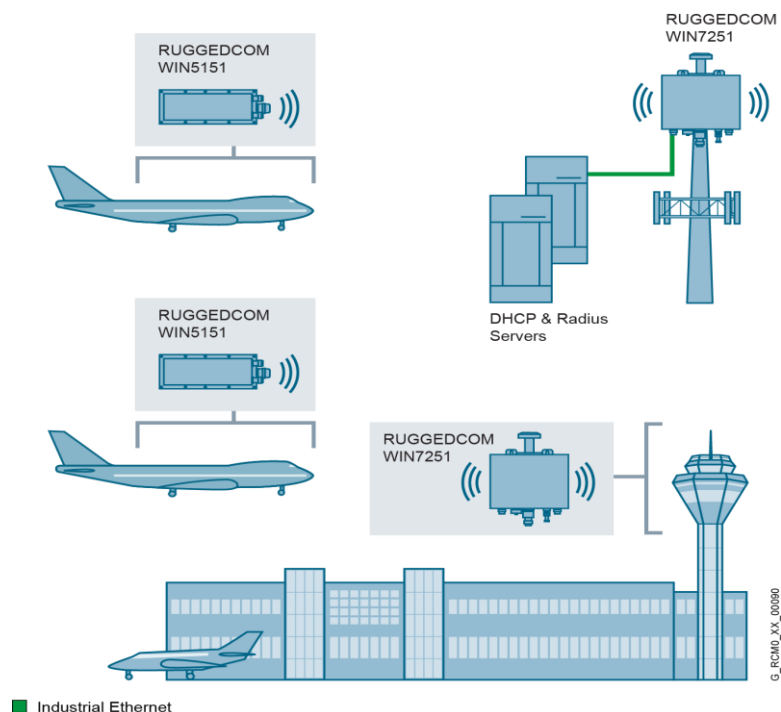 RUGGEDCOM
WIN5151
RUGGEDCOM
WIN7251
DHCP & Radius
Servers
RUGGEDCOM
WIN5151
RUGGEDCOM
WIN7251
G_RCM0_XX_00090
Industrial Ethernet